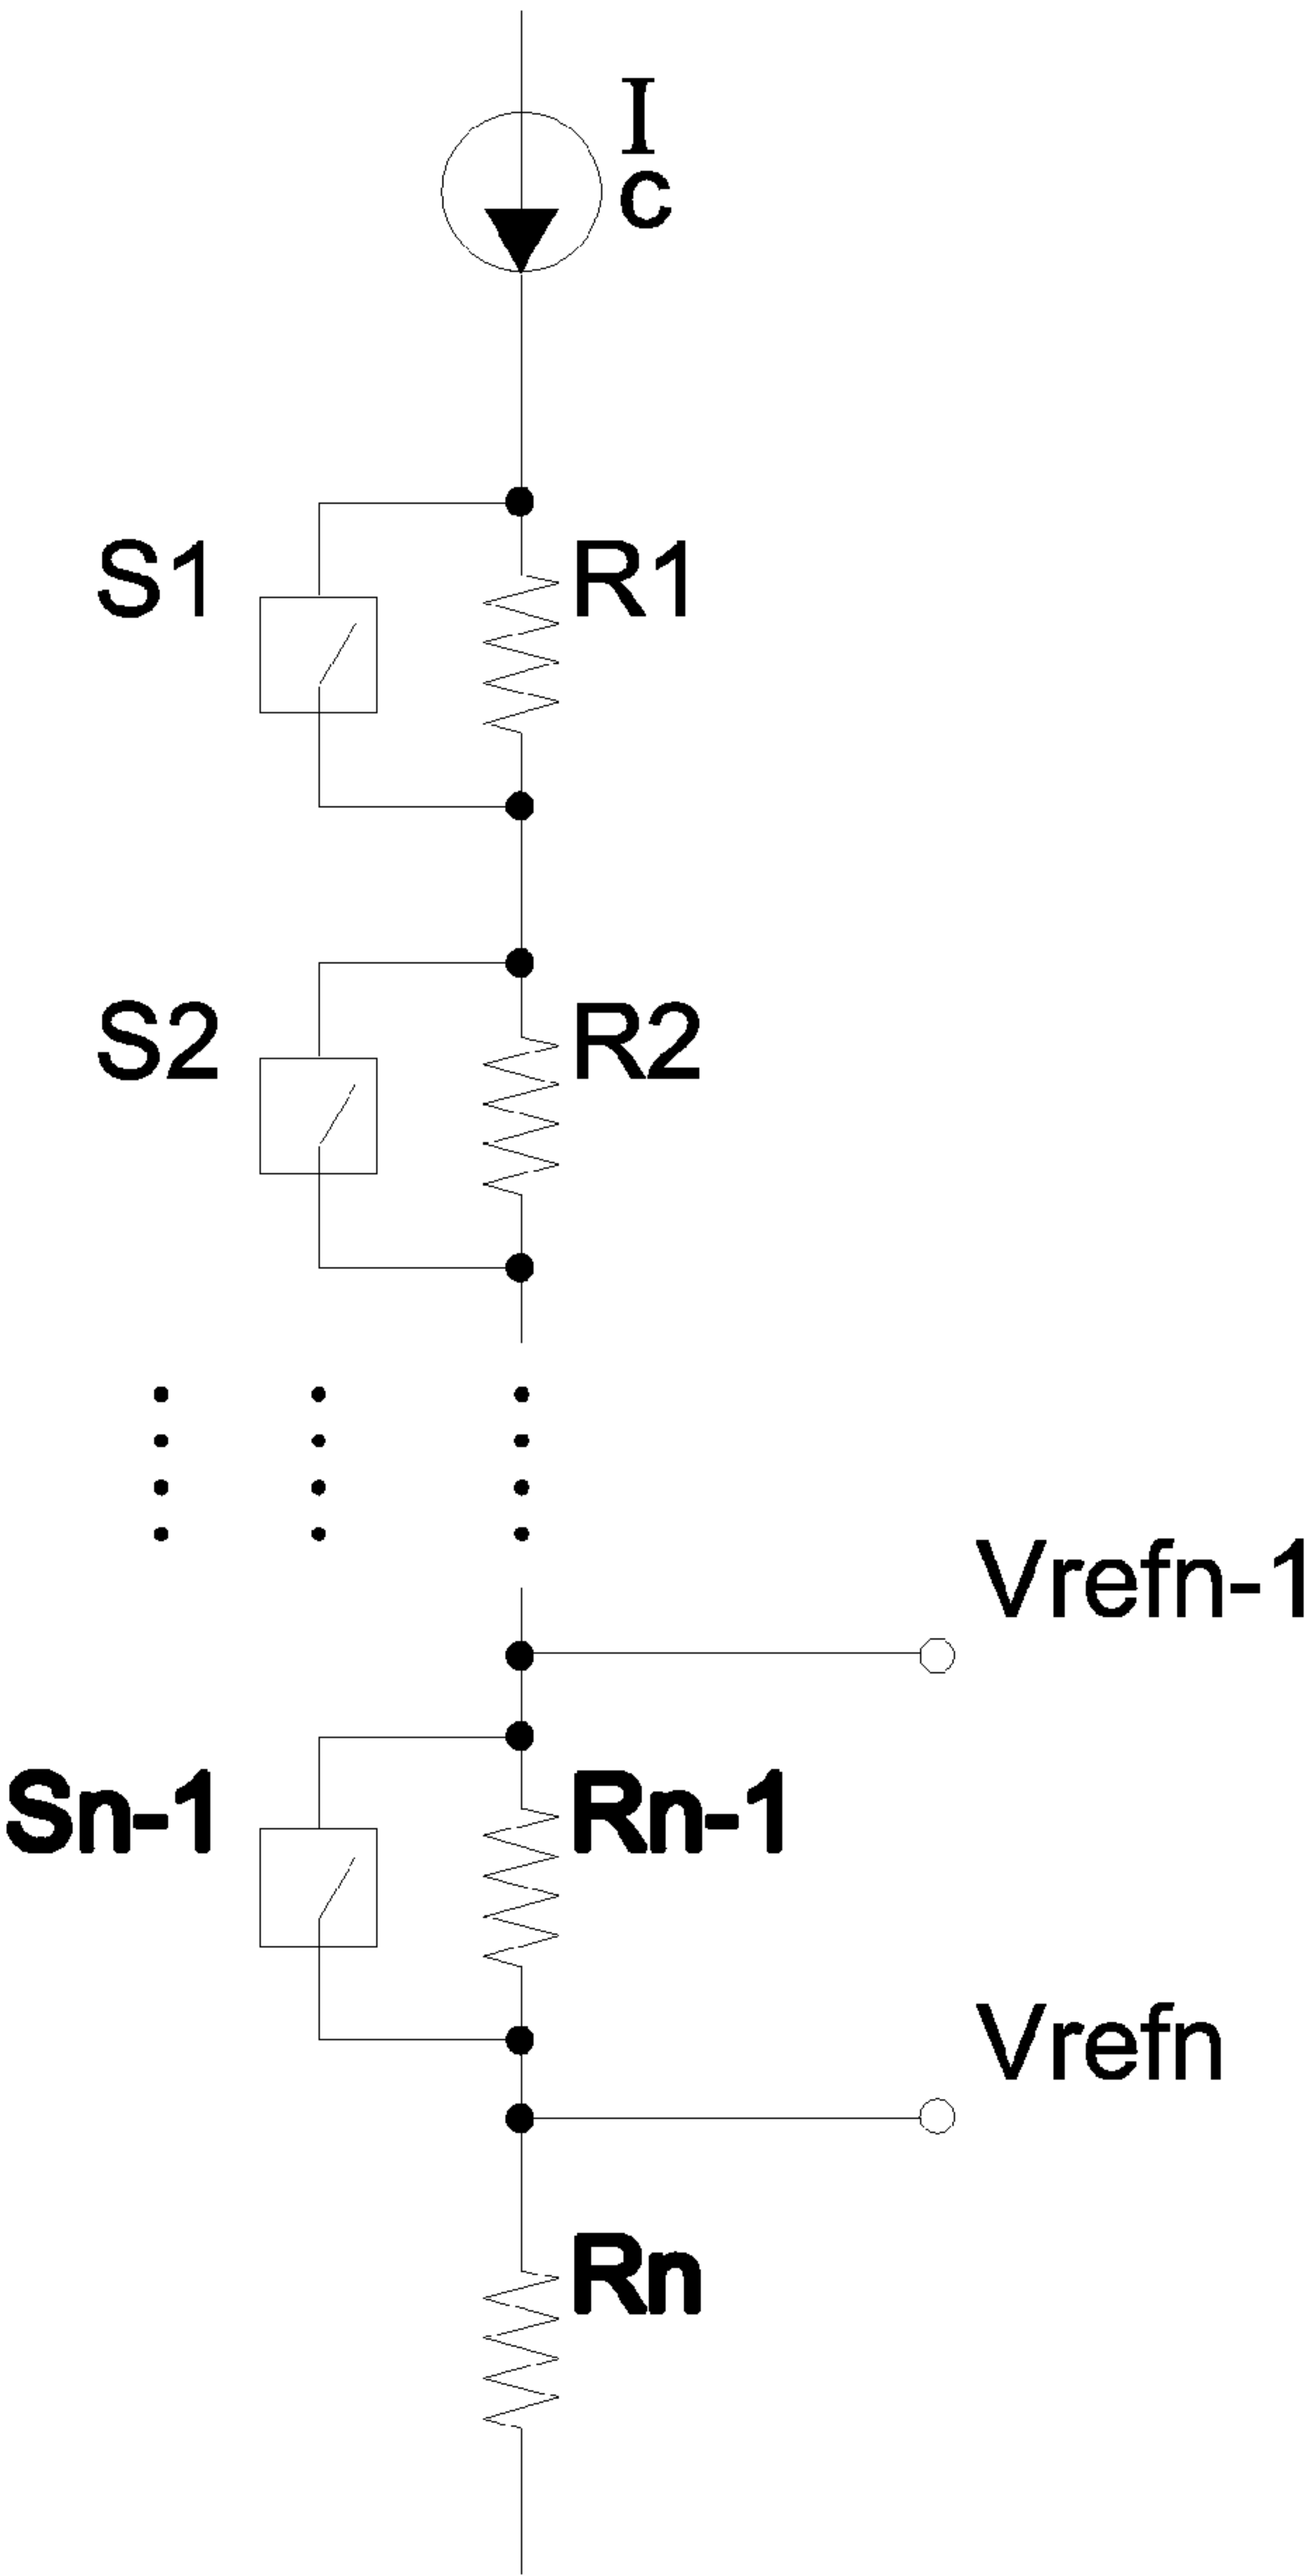 I
c
S1 R1
S2 R2
Vrefn-1
Sn-1 Rn-1
Vrefn
Rn